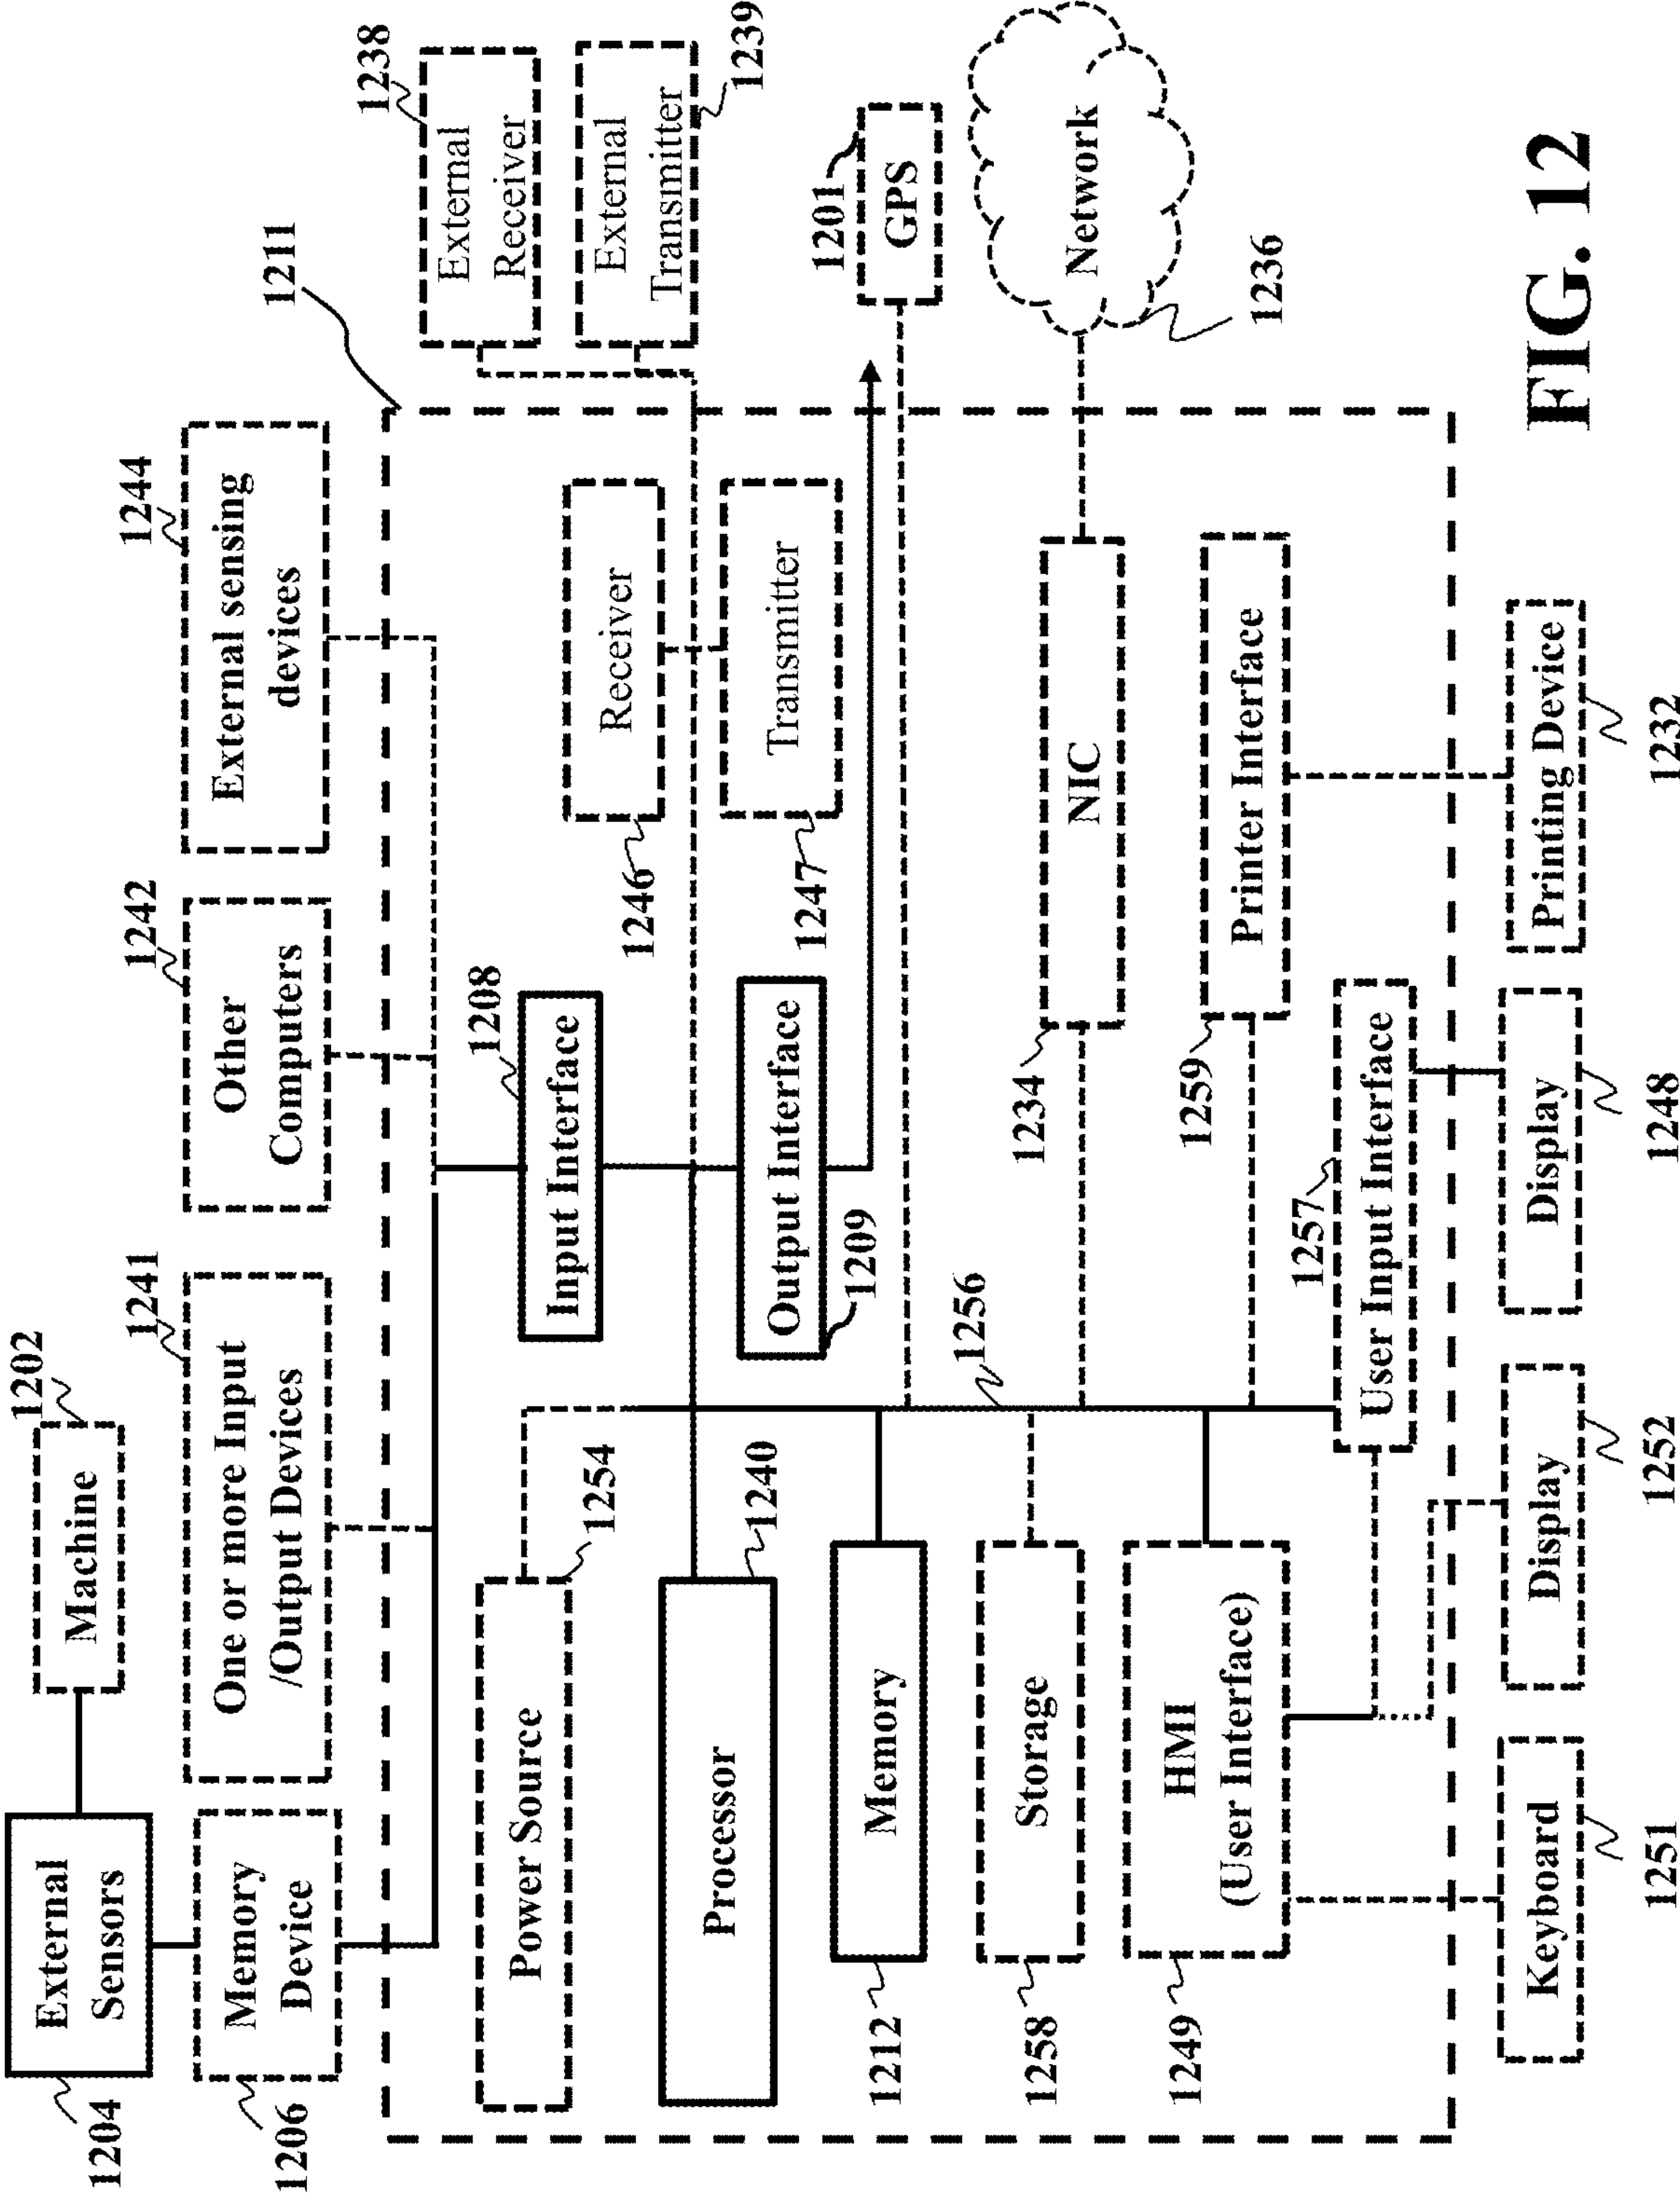 1202
Machine
1204
External
Sensors
1206
Memory
Device
1241
One or more Input
/Output Devices
1242
Other
Computers
1244
External sensing
devices
1211
1238
External
Receiver
1239
External
Transmitter
1254
Power Source
1208
Input Interface
1246
Receiver
1240
Processor
1209
Output Interface
1247
Transmitter
1201
GPS
1212
Memory
1256
1258
Storage
1234
NIC
Network
1236
1249
HMI
(User Interface)
1259
Printer Interface
1257
User Input Interface
Keyboard
1251
Display
1252
Display
1248
Printing Device
1232
FIG. 12